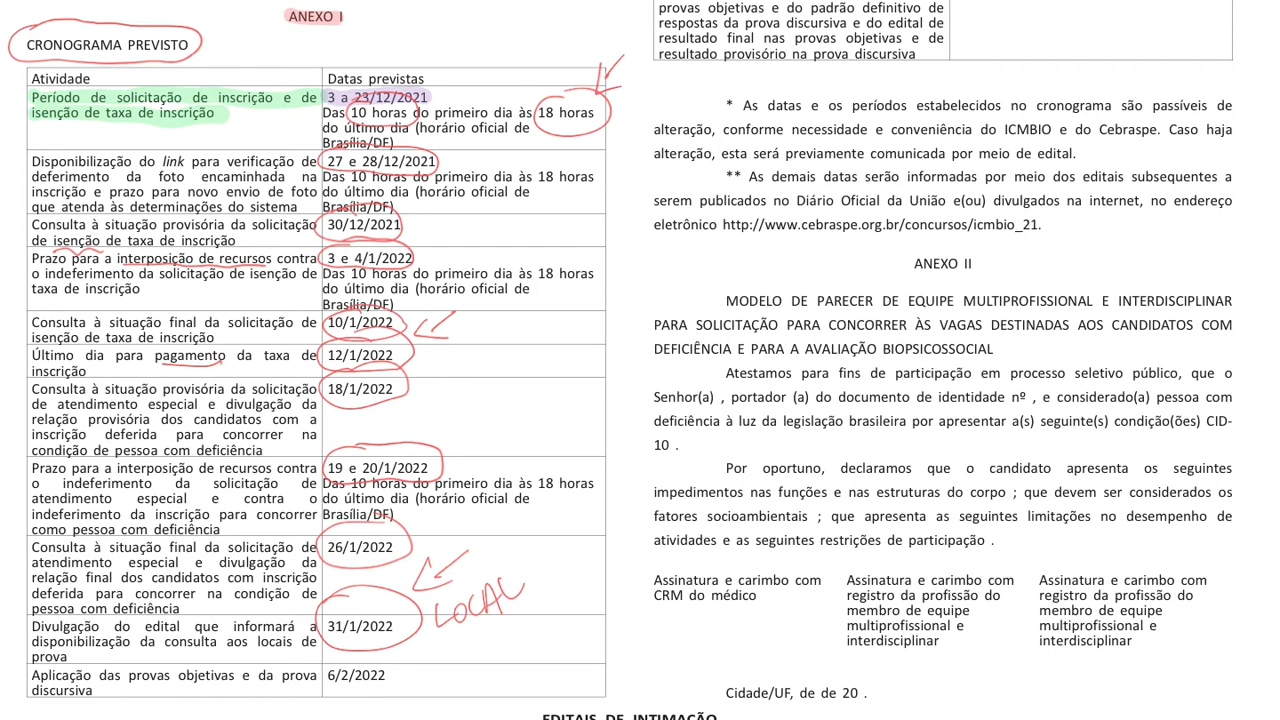 ANEXO I
CRONOGRAMA PREVISTO
Atividade Datas previstas
Período de solicitação de inscrição e de 3 a 23/12/2021
isenção de taxa de inscrição Das 10 horas do primeiro dia às 18 horas
do último dia (horário oficial de
Brasília/DF)
Disponibilização do link para verificação de 27 e 28/12/2021
deferimento da foto encaminhada na Das 10 horas do primeiro dia às 18 horas
inscrição e prazo para novo envio de foto do último dia (horário oficial de
que atenda às determinações do sistema Brasília/DF)
Consulta à situação provisória da solicitação 30/12/2021
de isenção de taxa de inscrição
Prazo para a interposição de recursos contra 3 e 4/1/2022
o indeferimento da solicitação de isenção de Das 10 horas do primeiro dia às 18 horas
taxa de inscrição do último dia (horário oficial de
Brasília/DF)
Consulta à situação final da solicitação de 10/1/2022
isenção de taxa de inscrição
Último dia para pagamento da taxa de 12/1/2022
inscrição
Consulta à situação provisória da solicitação 18/1/2022
de atendimento especial e divulgação da
relação provisória dos candidatos com a
inscrição deferida para concorrer na
condição de pessoa com deficiência
Prazo para a interposição de recursos contra 19 e 20/1/2022
o indeferimento da solicitação de Das 10 horas do primeiro dia às 18 horas
atendimento especial e contra o do último dia (horário oficial de
indeferimento da inscrição para concorrer Brasília/DF)
como pessoa com deficiência
Consulta à situação final da solicitação de 26/1/2022
atendimento especial e divulgação da
relação final dos candidatos com inscrição
deferida para concorrer na condição de
pessoa com deficiência
LOCAL
Divulgação do edital que informará a 31/1/2022
disponibilização da consulta aos locais de
prova
Aplicação das provas objetivas e da prova 6/2/2022
discursiva
provas objetivas e do padrão definitivo de
respostas da prova discursiva e do edital de
resultado final nas provas objetivas e de
resultado provisório na prova discursiva
* As datas e os períodos estabelecidos no cronograma são passíveis de
alteração, conforme necessidade e conveniência do ICMBIO e do Cebraspe. Caso haja
alteração, esta será previamente comunicada por meio de edital.
** As demais datas serão informadas por meio dos editais subsequentes a
serem publicados no Diário Oficial da União e(ou) divulgados na internet, no endereço
eletrônico http://www.cebraspe.org.br/concursos/icmbio_21.
ANEXO II
MODELO DE PARECER DE EQUIPE MULTIPROFISSIONAL E INTERDISCIPLINAR
PARA SOLICITAÇÃO PARA CONCORRER ÀS VAGAS DESTINADAS AOS CANDIDATOS COM
DEFICIÊNCIA E PARA A AVALIAÇÃO BIOPSICOSSOCIAL
Atestamos para fins de participação em processo seletivo público, que o
Senhor(a) , portador (a) do documento de identidade nº , e considerado(a) pessoa com
deficiência à luz da legislação brasileira por apresentar a(s) seguinte(s) condição(ões) CID-
10 .
Por oportuno, declaramos que o candidato apresenta os seguintes
impedimentos nas funções e nas estruturas do corpo ; que devem ser considerados os
fatores socioambientais ; que apresenta as seguintes limitações no desempenho de
atividades e as seguintes restrições de participação .
Assinatura e carimbo com Assinatura e carimbo com Assinatura e carimbo com
CRM do médico registro da profissão do registro da profissão do
membro de equipe membro de equipe
multiprofissional e multiprofissional e
interdisciplinar interdisciplinar
Cidade/UF, de de 20 .
EDITAIS DE INTIMAÇÃO